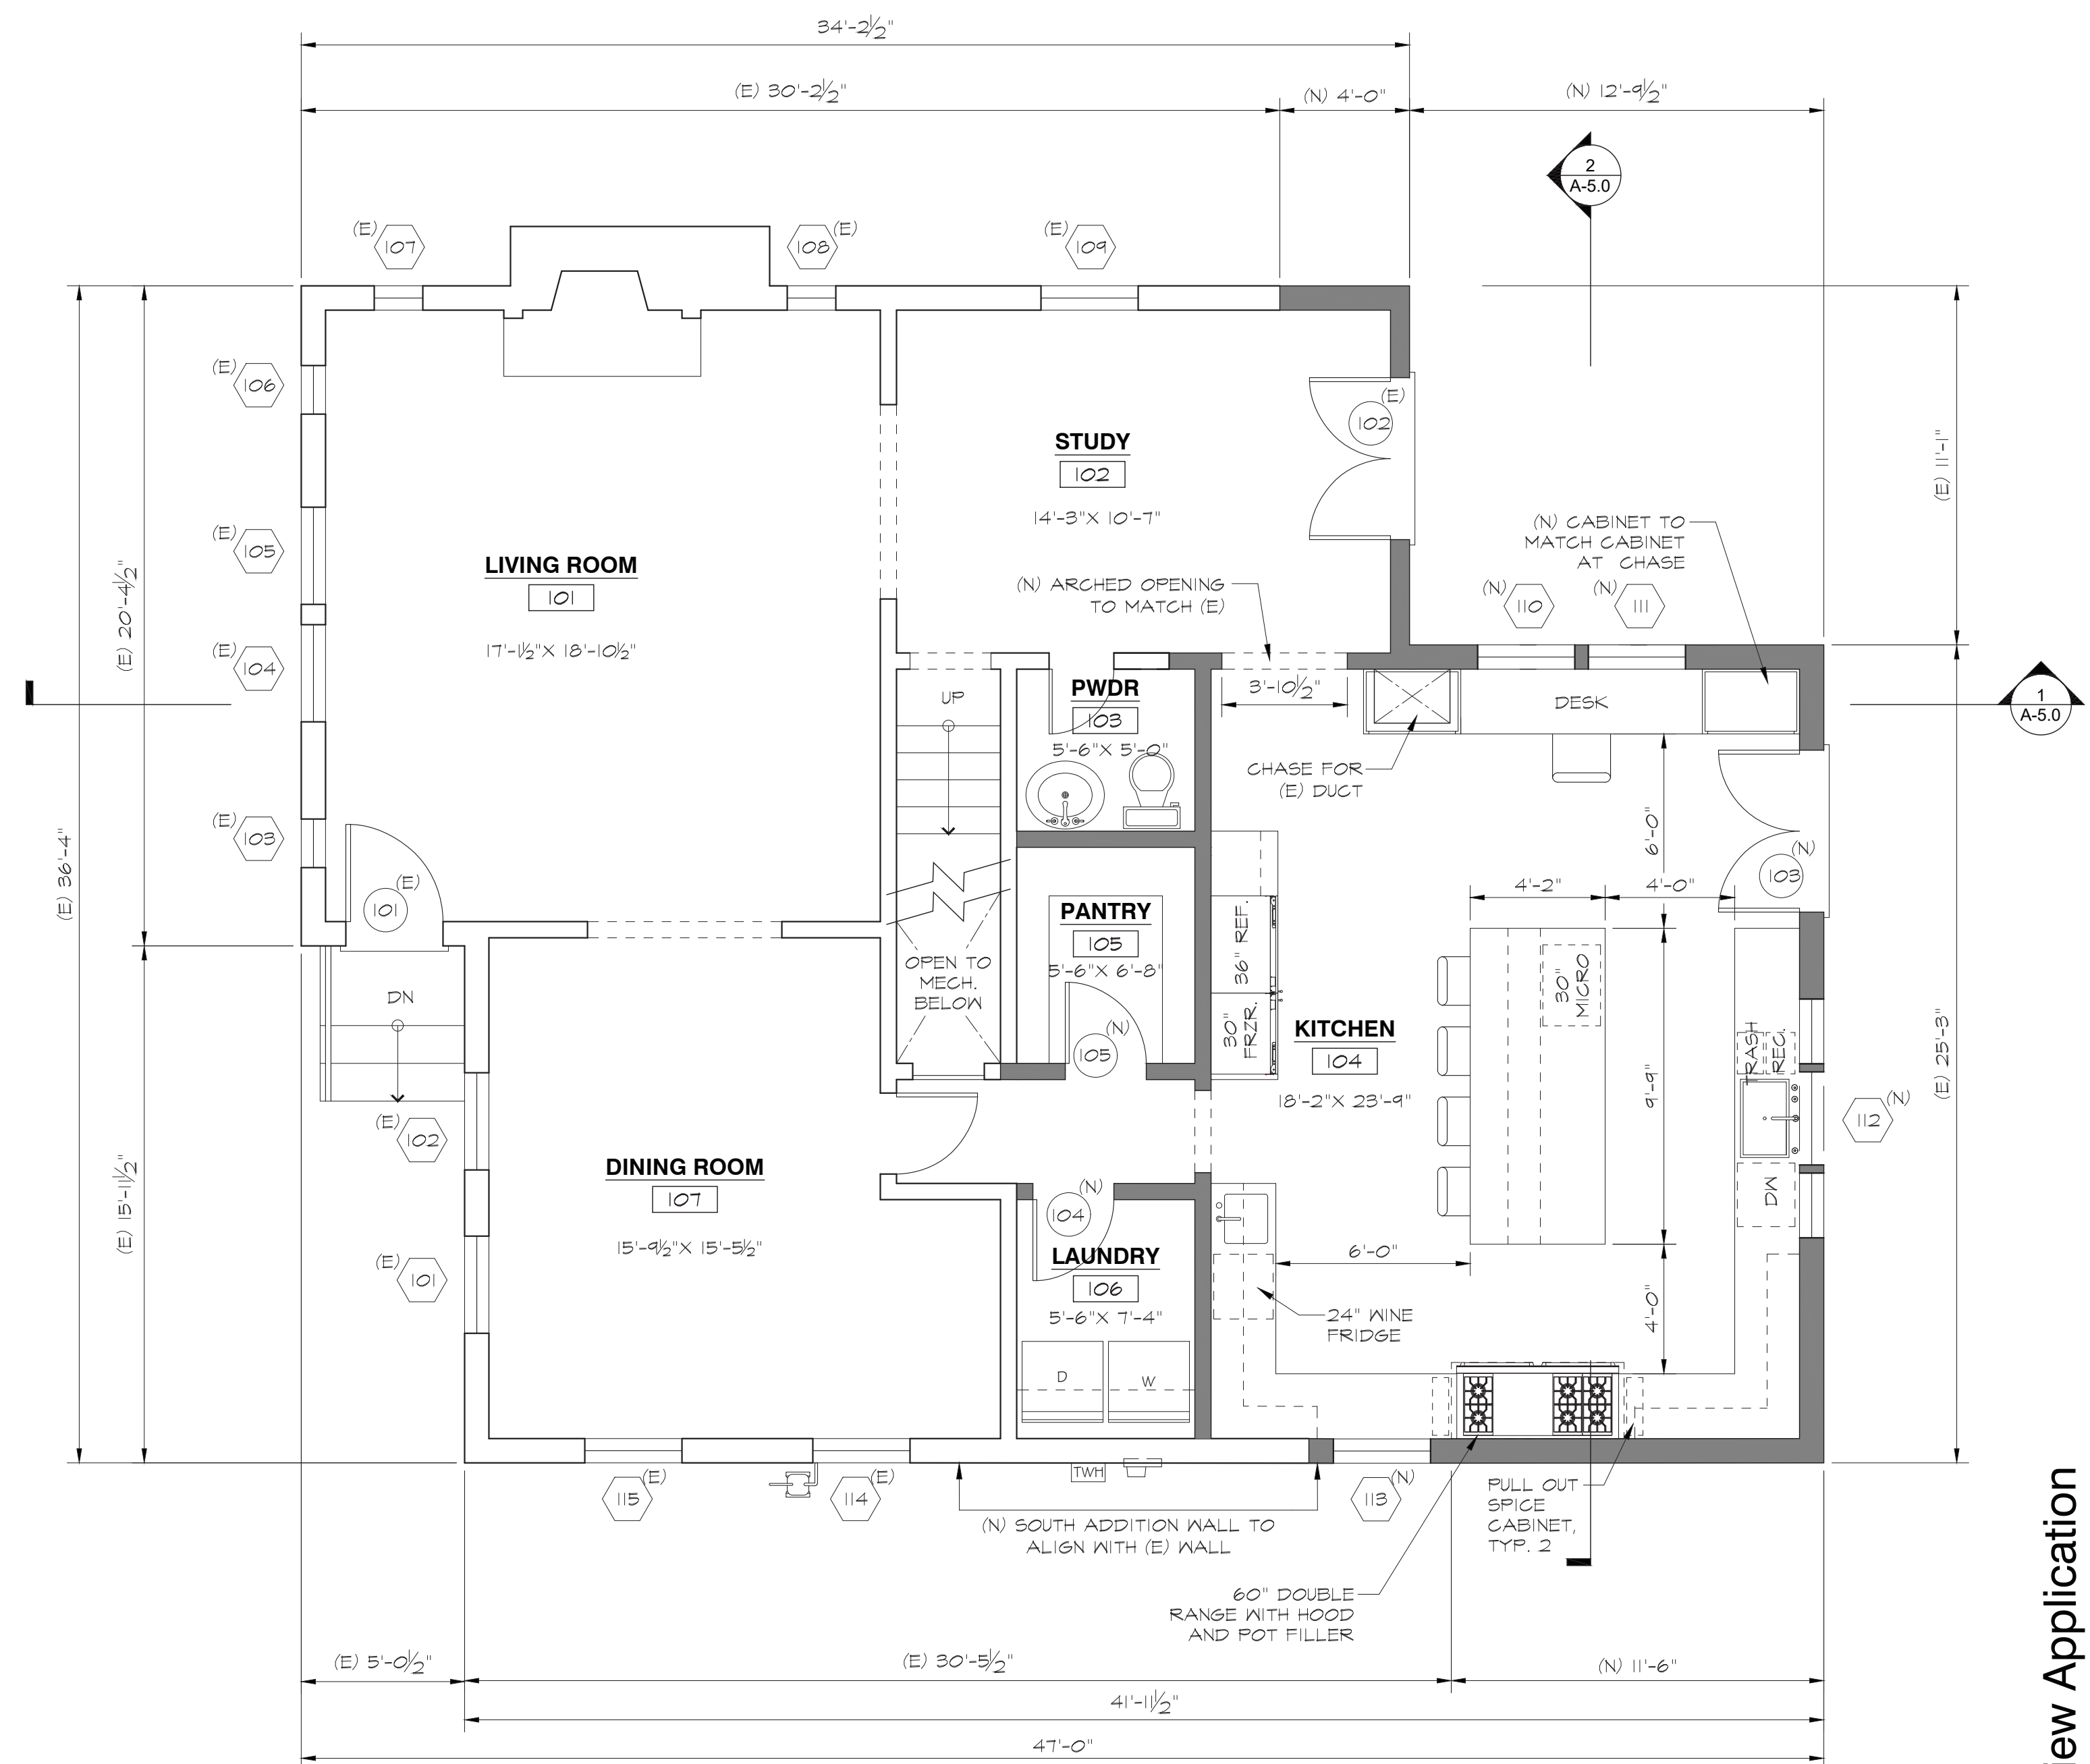 34'-2½"
(E) 30'-2½"
(N) 4'-0"
(N) 12'-9½"
2
A-5.0
(E)
107
108
(E)
(E)
109
(E)
106
(E)
102
STUDY
102
14'-3"X 10'-7"
(E) 11'-1"
(N) CABINET TO
MATCH CABINET
AT CHASE
(E)
105
LIVING ROOM
101
17'-1½"X 18'-10½"
(N) ARCHED OPENING
TO MATCH (E)
(N)
110
(N)
111
(E) 20'-4½"
(E)
104
UP
PWDR
103
5'-6"X 5'-0"
3'-10½"
DESK
1
A-5.0
CHASE FOR
(E) DUCT
(E)
103
(E) 36'-4"
6'-0"
(N)
103
(E)
101
4'-2"
4'-0"
PANTRY
105
5'-6"X 6'-8"
36" REF.
30"
MICRO
OPEN TO
MECH.
BELOW
DN
30"
FRZR.
KITCHEN
104
18'-2"X 23'-9"
(N)
105
TRASH
REC.
(E) 25'-3"
9'-9"
(N)
112
(E)
102
DINING ROOM
107
15'-9½"X 15'-5½"
(E) 15'-11½"
(N)
104
DW
LAUNDRY
106
5'-6"X 7'-4"
6'-0"
(E)
101
24" WINE
FRIDGE
4'-0"
D
W
TWH
(E)
115
(E)
114
(N)
113
PULL OUT
SPICE
CABINET,
TYP. 2
(N) SOUTH ADDITION WALL TO
ALIGN WITH (E) WALL
60" DOUBLE
RANGE WITH HOOD
AND POT FILLER
(E) 5'-0½"
(E) 30'-5½"
(N) 11'-6"
41'-11½"
47'-0"
ew Application